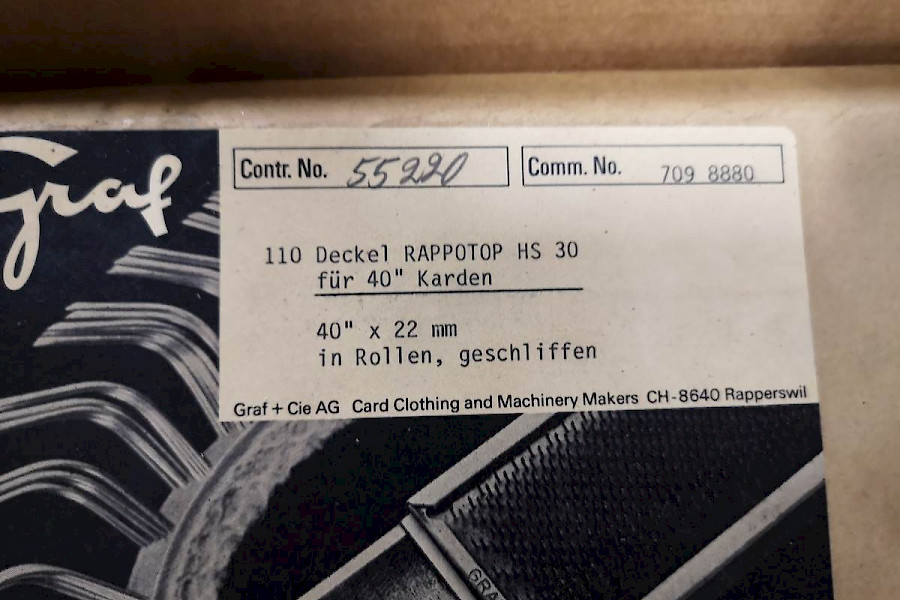 Graf
Contr. No. 55220
Comm. No. 709 8880
110 Deckel RAPPOTOP HS 30
für 40" Karden
40" x 22 mm
in Rollen, geschliffen
Graf + Cie AG Card Clothing and Machinery Makers CH-8640 Rapperswil
GRA